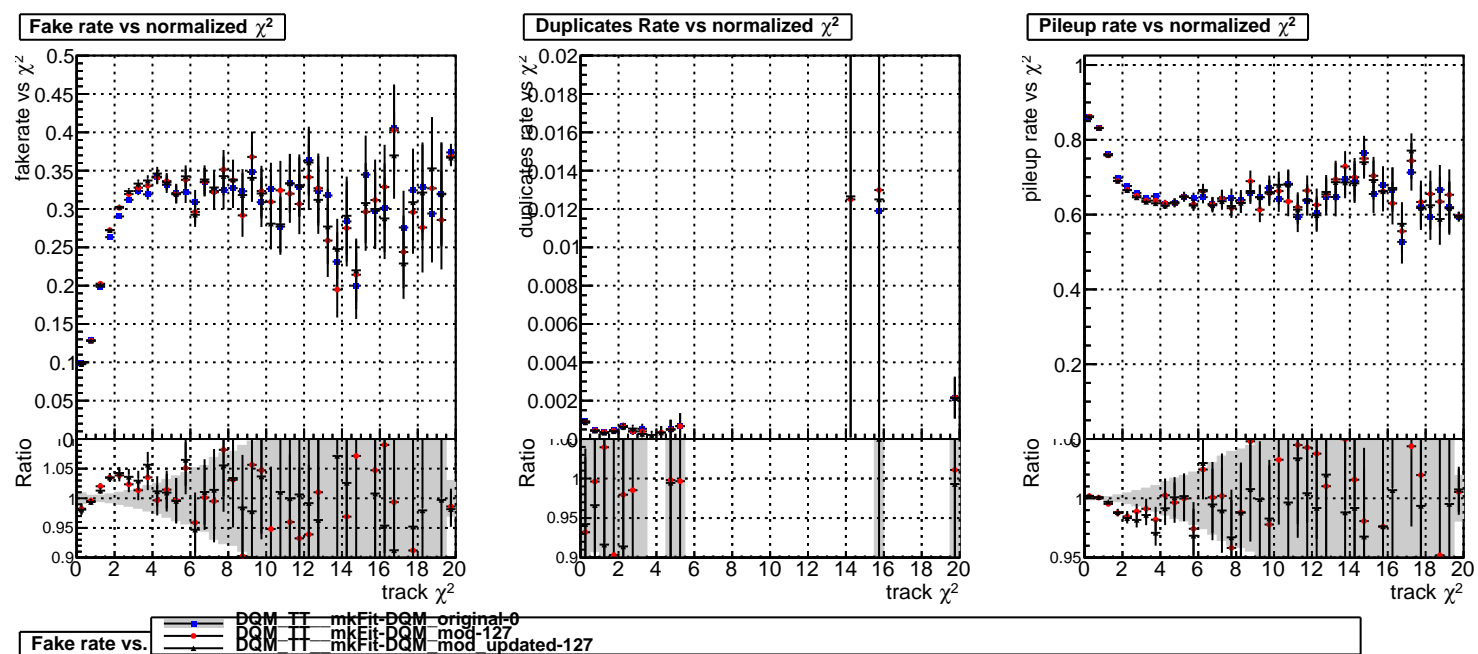 Fake rate vs normalized χ²
Duplicates Rate vs normalized χ²
Pileup rate vs normalized χ²
fakerate vs χ²
0.5
0.45
0.4
0.35
0.3
0.25
0.2
0.15
0.1
0.05
0
Ratio
1.05
1
0.95
0.9
0 2 4 6 8 10 12 14 16 18 20
track χ²
duplicates rate vs χ²
0.02
0.018
0.016
0.014
0.012
0.01
0.008
0.006
0.004
0.002
0
Ratio
1.05
1
0.95
0.9
0 2 4 6 8 10 12 14 16 18 20
track χ²
pileup rate vs χ²
1
0.8
0.6
0.4
0.2
0
Ratio
1
0.95
0 2 4 6 8 10 12 14 16 18 20
track χ²
DQM_TT__mkFit-DQM_original-0
DQM_TT__mkFit-DQM_mod-127
DQM_TT__mkFit-DQM_mod_updated-127
Fake rate vs.